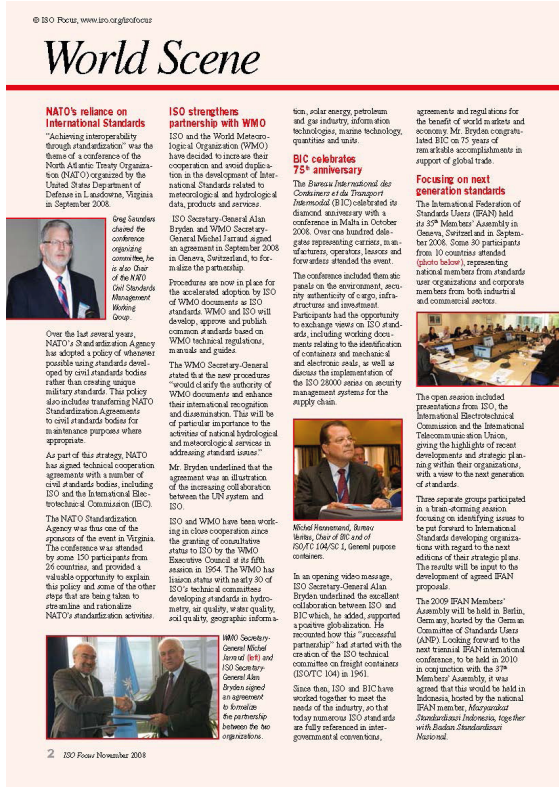 © ISO Focus, www.iso.org/isofocus
World Scene
NATO's reliance on
International Standards
"Achieving interoperability
through standardization" was the
theme of a conference of the
North Atlantic Treaty Organiza-
tion (NATO) organized by the
United States Department of
Defense in Lansdowne, Virginia
in September 2008.
Greg Saunders
chaired the
conference
organizing
committee, he
is also Chair
of the NATO
Civil Standards
Management
Working
Group.
Over the last several years,
NATO's Standardization Agency
has adopted a policy of whenever
possible using standards devel-
oped by civil standards bodies
rather than creating unique
military standards. This policy
also includes transferring NATO
Standardization Agreements
to civil standards bodies for
maintenance purposes where
appropriate.
As part of this strategy, NATO
has signed technical cooperation
agreements with a number of
civil standards bodies, including
ISO and the International Elec-
trotechnical Commission (IEC).
The NATO Standardization
Agency was thus one of the
sponsors of the event in Virginia.
The conference was attended
by some 150 participants from
26 countries, and provided a
valuable opportunity to explain
this policy and some of the other
steps that are being taken to
streamline and rationalize
NATO's standardization activities.
ISO strengthens
partnership with WMO
ISO and the World Meteoro-
logical Organization (WMO)
have decided to increase their
cooperation and avoid duplica-
tion in the development of Inter-
national Standards related to
meteorological and hydrological
data, products and services.
ISO Secretary-General Alan
Bryden and WMO Secretary-
General Michel Jarraud signed
an agreement in September 2008
in Geneva, Switzerland, to for-
malize the partnership.
Procedures are now in place for
the accelerated adoption by ISO
of WMO documents as ISO
standards. WMO and ISO will
develop, approve and publish
common standards based on
WMO technical regulations,
manuals and guides.
The WMO Secretary-General
stated that the new procedures
"would clarify the authority of
WMO documents and enhance
their international recognition
and dissemination. This will be
of particular importance to the
activities of national hydrological
and meteorological services in
addressing standard issues."
Mr. Bryden underlined that the
agreement was an illustration
of the increasing collaboration
between the UN system and
ISO.
ISO and WMO have been work-
ing in close cooperation since
the granting of consultative
status to ISO by the WMO
Executive Council at its fifth
session in 1954. The WMO has
liaison status with nearly 30 of
ISO's technical committees
developing standards in hydro-
metry, air quality, water quality,
soil quality, geographic informa-
WMO Secretary-
General Michel
Jarraud (left) and
ISO Secretary-
General Alan
Bryden signed
an agreement
to formalize
the partnership
between the two
organizations.
tion, solar energy, petroleum
and gas industry, information
technologies, marine technology,
quantities and units.
BIC celebrates
75th anniversary
The Bureau International des
Containers et du Transport
Intermodal (BIC) celebrated its
diamond anniversary with a
conference in Malta in October
2008. Over one hundred dele-
gates representing carriers, man-
ufacturers, operators, lessors and
forwarders attended the event.
The conference included thematic
panels on the environment, secu-
rity authenticity of cargo, infra-
structures and investment.
Participants had the opportunity
to exchange views on ISO stand-
ards, including working docu-
ments relating to the identification
of containers and mechanical
and electronic seals, as well as
discuss the implementation of
the ISO 28000 series on security
management systems for the
supply chain.
Michel Hennemand, Bureau
Veritas, Chair of BIC and of
ISO/TC 104/SC 1, General purpose
containers.
In an opening video message,
ISO Secretary-General Alan
Bryden underlined the excellent
collaboration between ISO and
BIC which, he added, supported
a positive globalization. He
recounted how this "successful
partnership" had started with the
creation of the ISO technical
committee on freight containers
(ISO/TC 104) in 1961.
Since then, ISO and BIC have
worked together to meet the
needs of the industry, so that
today numerous ISO standards
are fully referenced in inter-
governmental conventions,
agreements and regulations for
the benefit of world markets and
economy. Mr. Bryden congratu-
lated BIC on 75 years of
remarkable accomplishments in
support of global trade.
Focusing on next
generation standards
The International Federation of
Standards Users (IFAN) held
its 35th Members' Assembly in
Geneva, Switzerland in Septem-
ber 2008. Some 30 participants
from 10 countries attended
(photo below), representing
national members from standards
user organizations and corporate
members from both industrial
and commercial sectors.
The open session included
presentations from ISO, the
International Electrotechnical
Commission and the International
Telecommunication Union,
giving the highlights of recent
developments and strategic plan-
ning within their organizations,
with a view to the next generation
of standards.
Three separate groups participated
in a brain-storming session
focusing on identifying issues to
be put forward to International
Standards developing organiza-
tions with regard to the next
editions of their strategic plans.
The results will be input to the
development of agreed IFAN
proposals.
The 2009 IFAN Members'
Assembly will be held in Berlin,
Germany, hosted by the German
Committee of Standards Users
(ANP). Looking forward to the
next triennial IFAN international
conference, to be held in 2010
in conjunction with the 37th
Members' Assembly, it was
agreed that this would be held in
Indonesia, hosted by the national
IFAN member, Masyarakat
Standardisasi Indonesia, together
with Badan Standardisasi
Nasional.
2 ISO Focus November 2008